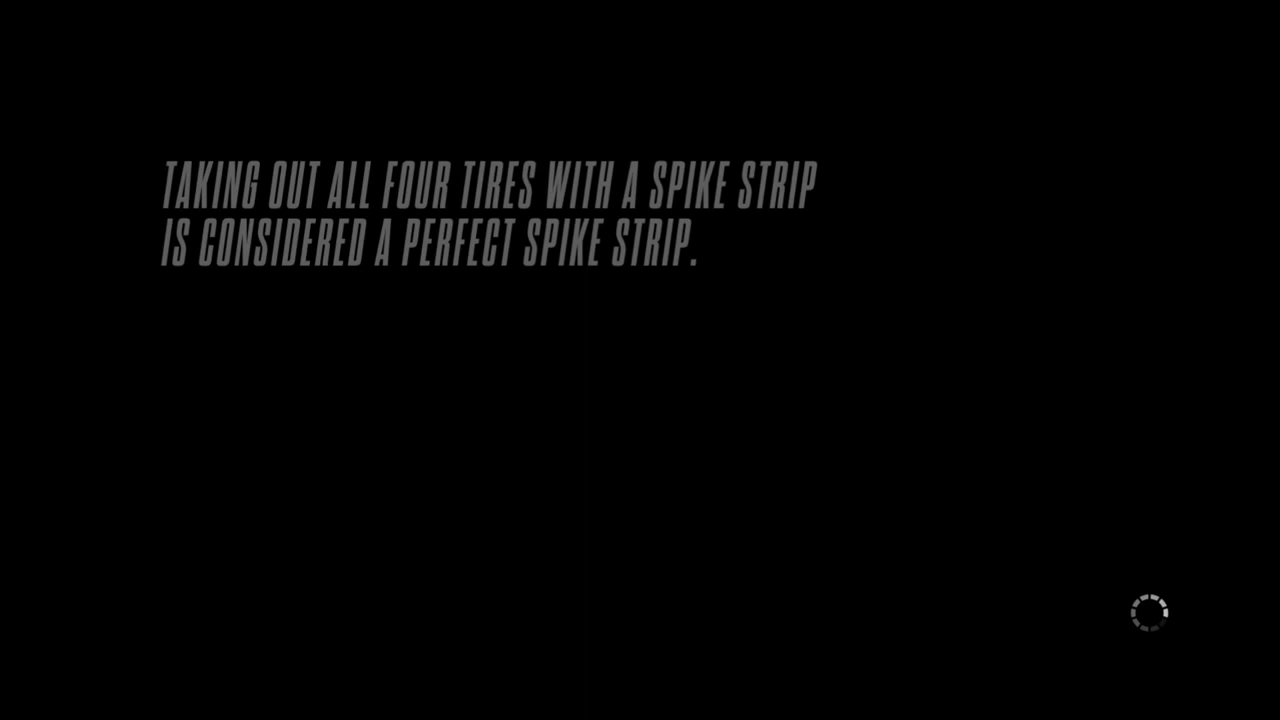 TAKING OUT ALL FOUR TIRES WITH A SPIKE STRIP
IS CONSIDERED A PERFECT SPIKE STRIP.